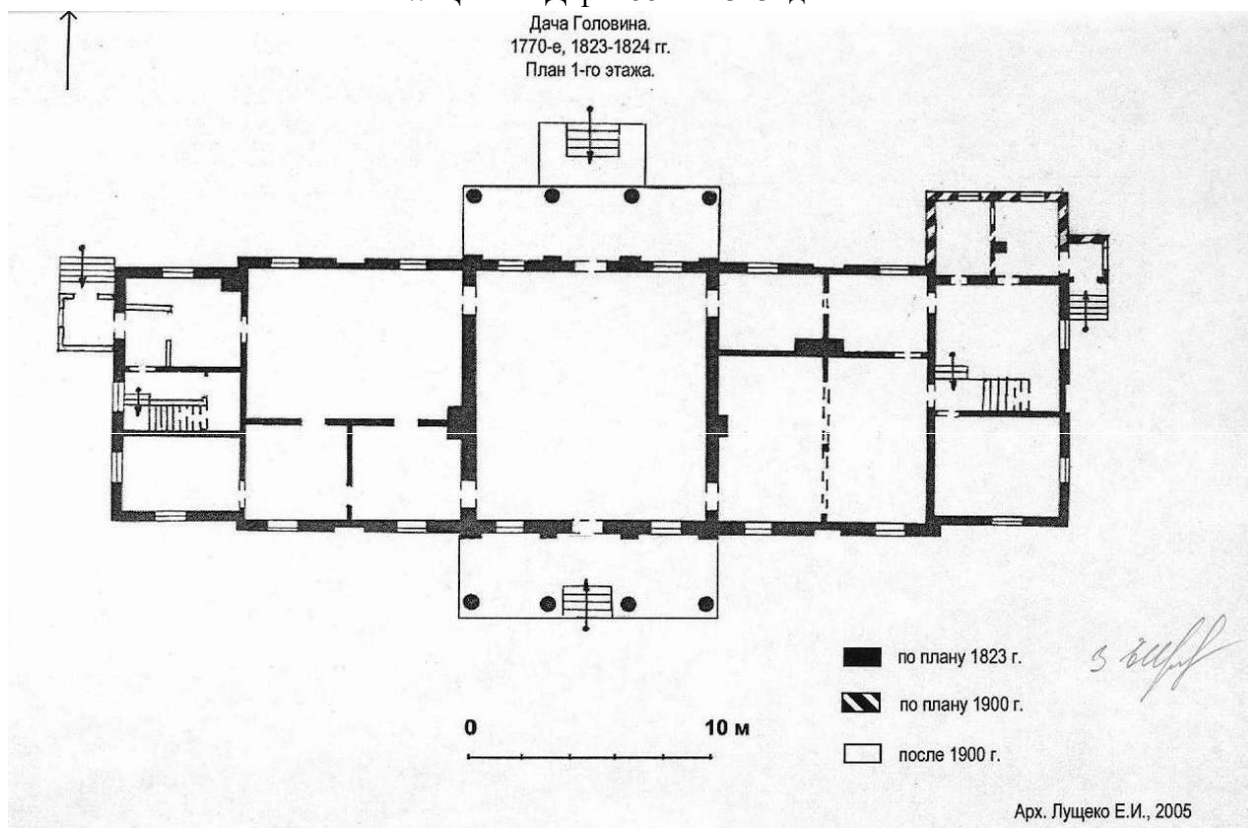 Дача Головина.
1770-е, 1823-1824 гг.
План 1-го этажа.
0 10 м
по плану 1823 г.
по плану 1900 г.
после 1900 г.
Арх. Лущеко Е.И., 2005